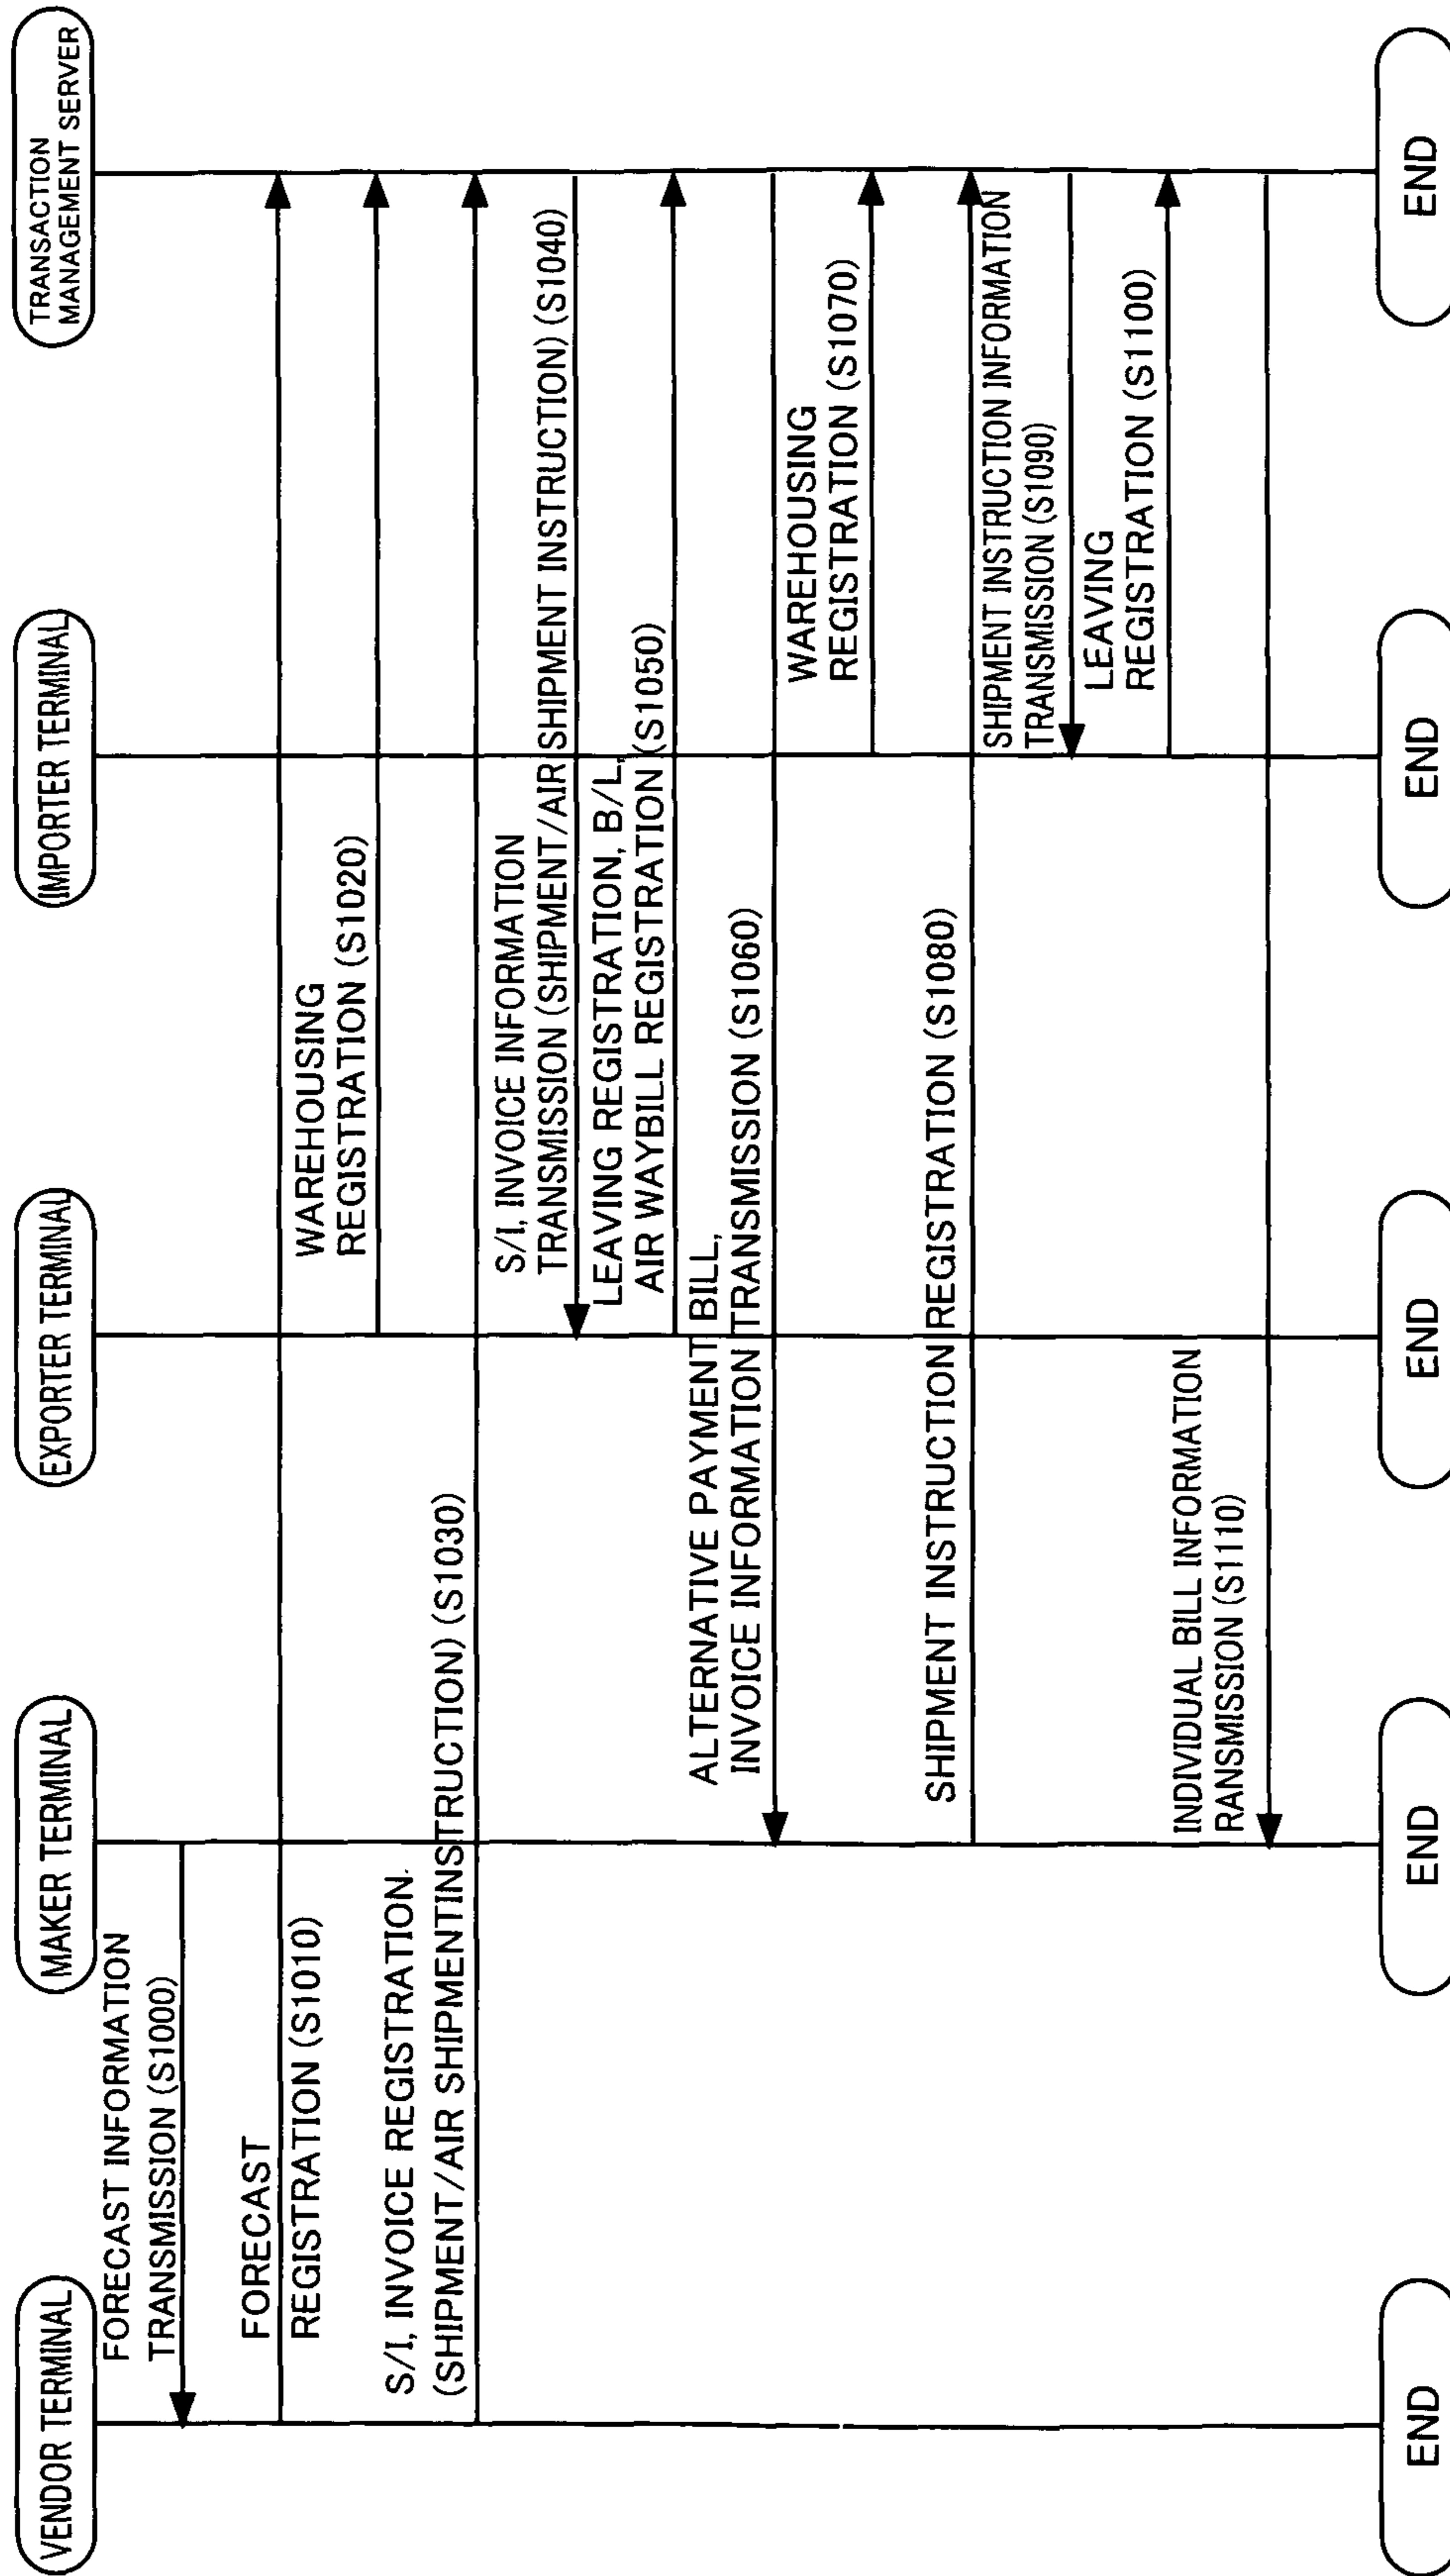 VENDOR TERMINAL
MAKER TERMINAL
EXPORTER TERMINAL
IMPORTER TERMINAL
TRANSACTION
MANAGEMENT SERVER
FORECAST INFORMATION
TRANSMISSION (S1000)
FORECAST
REGISTRATION (S1010)
WAREHOUSING
REGISTRATION (S1020)
S/I, INVOICE REGISTRATION
(SHIPMENT/AIR SHIPMENTINSTRUCTION) (S1030)
S/I, INVOICE INFORMATION
TRANSMISSION (SHIPMENT/AIR SHIPMENT INSTRUCTION) (S1040)
LEAVING REGISTRATION, B/L,
AIR WAYBILL REGISTRATION (S1050)
ALTERNATIVE PAYMENT BILL,
INVOICE INFORMATION TRANSMISSION (S1060)
WAREHOUSING
REGISTRATION (S1070)
SHIPMENT INSTRUCTION REGISTRATION (S1080)
SHIPMENT INSTRUCTION INFORMATION
TRANSMISSION (S1090)
LEAVING
REGISTRATION (S1100)
INDIVIDUAL BILL INFORMATION
RANSMISSION (S1110)
END
END
END
END
END